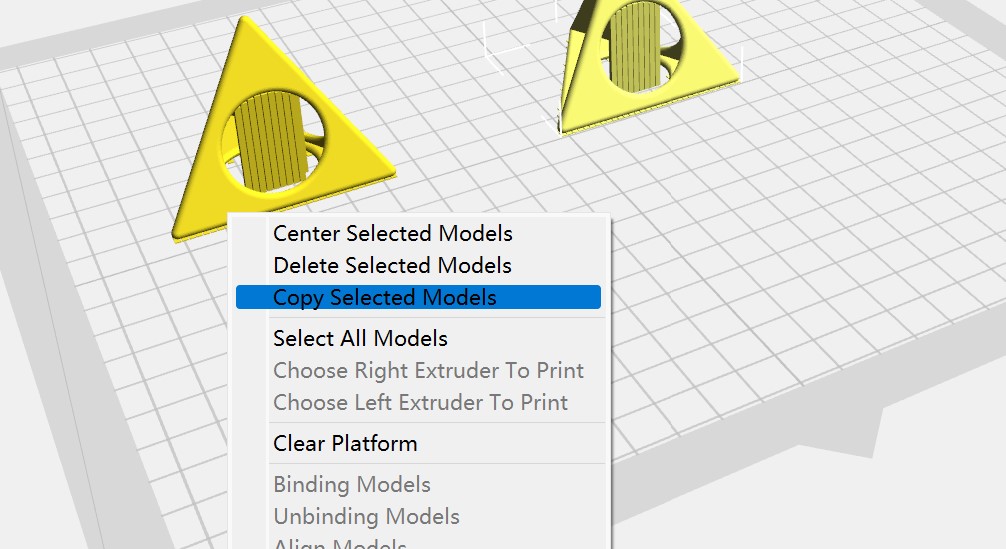 Center Selected Models
Delete Selected Models
Copy Selected Models
Select All Models
Choose Right Extruder To Print
Choose Left Extruder To Print
Clear Platform
Binding Models
Unbinding Models
Align Models